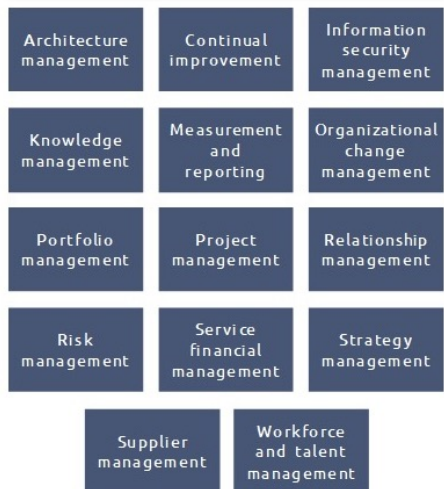 Architecture
management
Continual
improvement
Information
security
management
Knowledge
management
Measurement
and
reporting
Organizational
change
management
Portfolio
management
Project
management
Relationship
management
Risk
management
Service
financial
management
Strategy
management
Supplier
management
Workforce
and talent
management